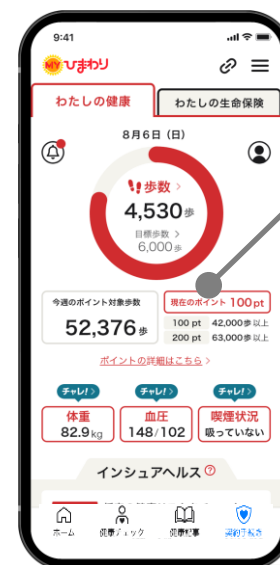 9:41
MY ひまわり
わたしの健康
わたしの生命保険
8月6日（日）
歩数 >
4,530歩
目標歩数 >
6,000歩
今週のポイント対象歩数
52,376歩
現在のポイント 100pt
100 pt 42,000歩以上
200 pt 63,000歩以上
ポイントの詳細はこちら >
チャレ! >
チャレ! >
チャレ! >
体重
82.9kg
血圧
148/102
喫煙状況
吸っていない
インシュアヘルス ?
ホーム
健康チェック
健康記事
契約手続き